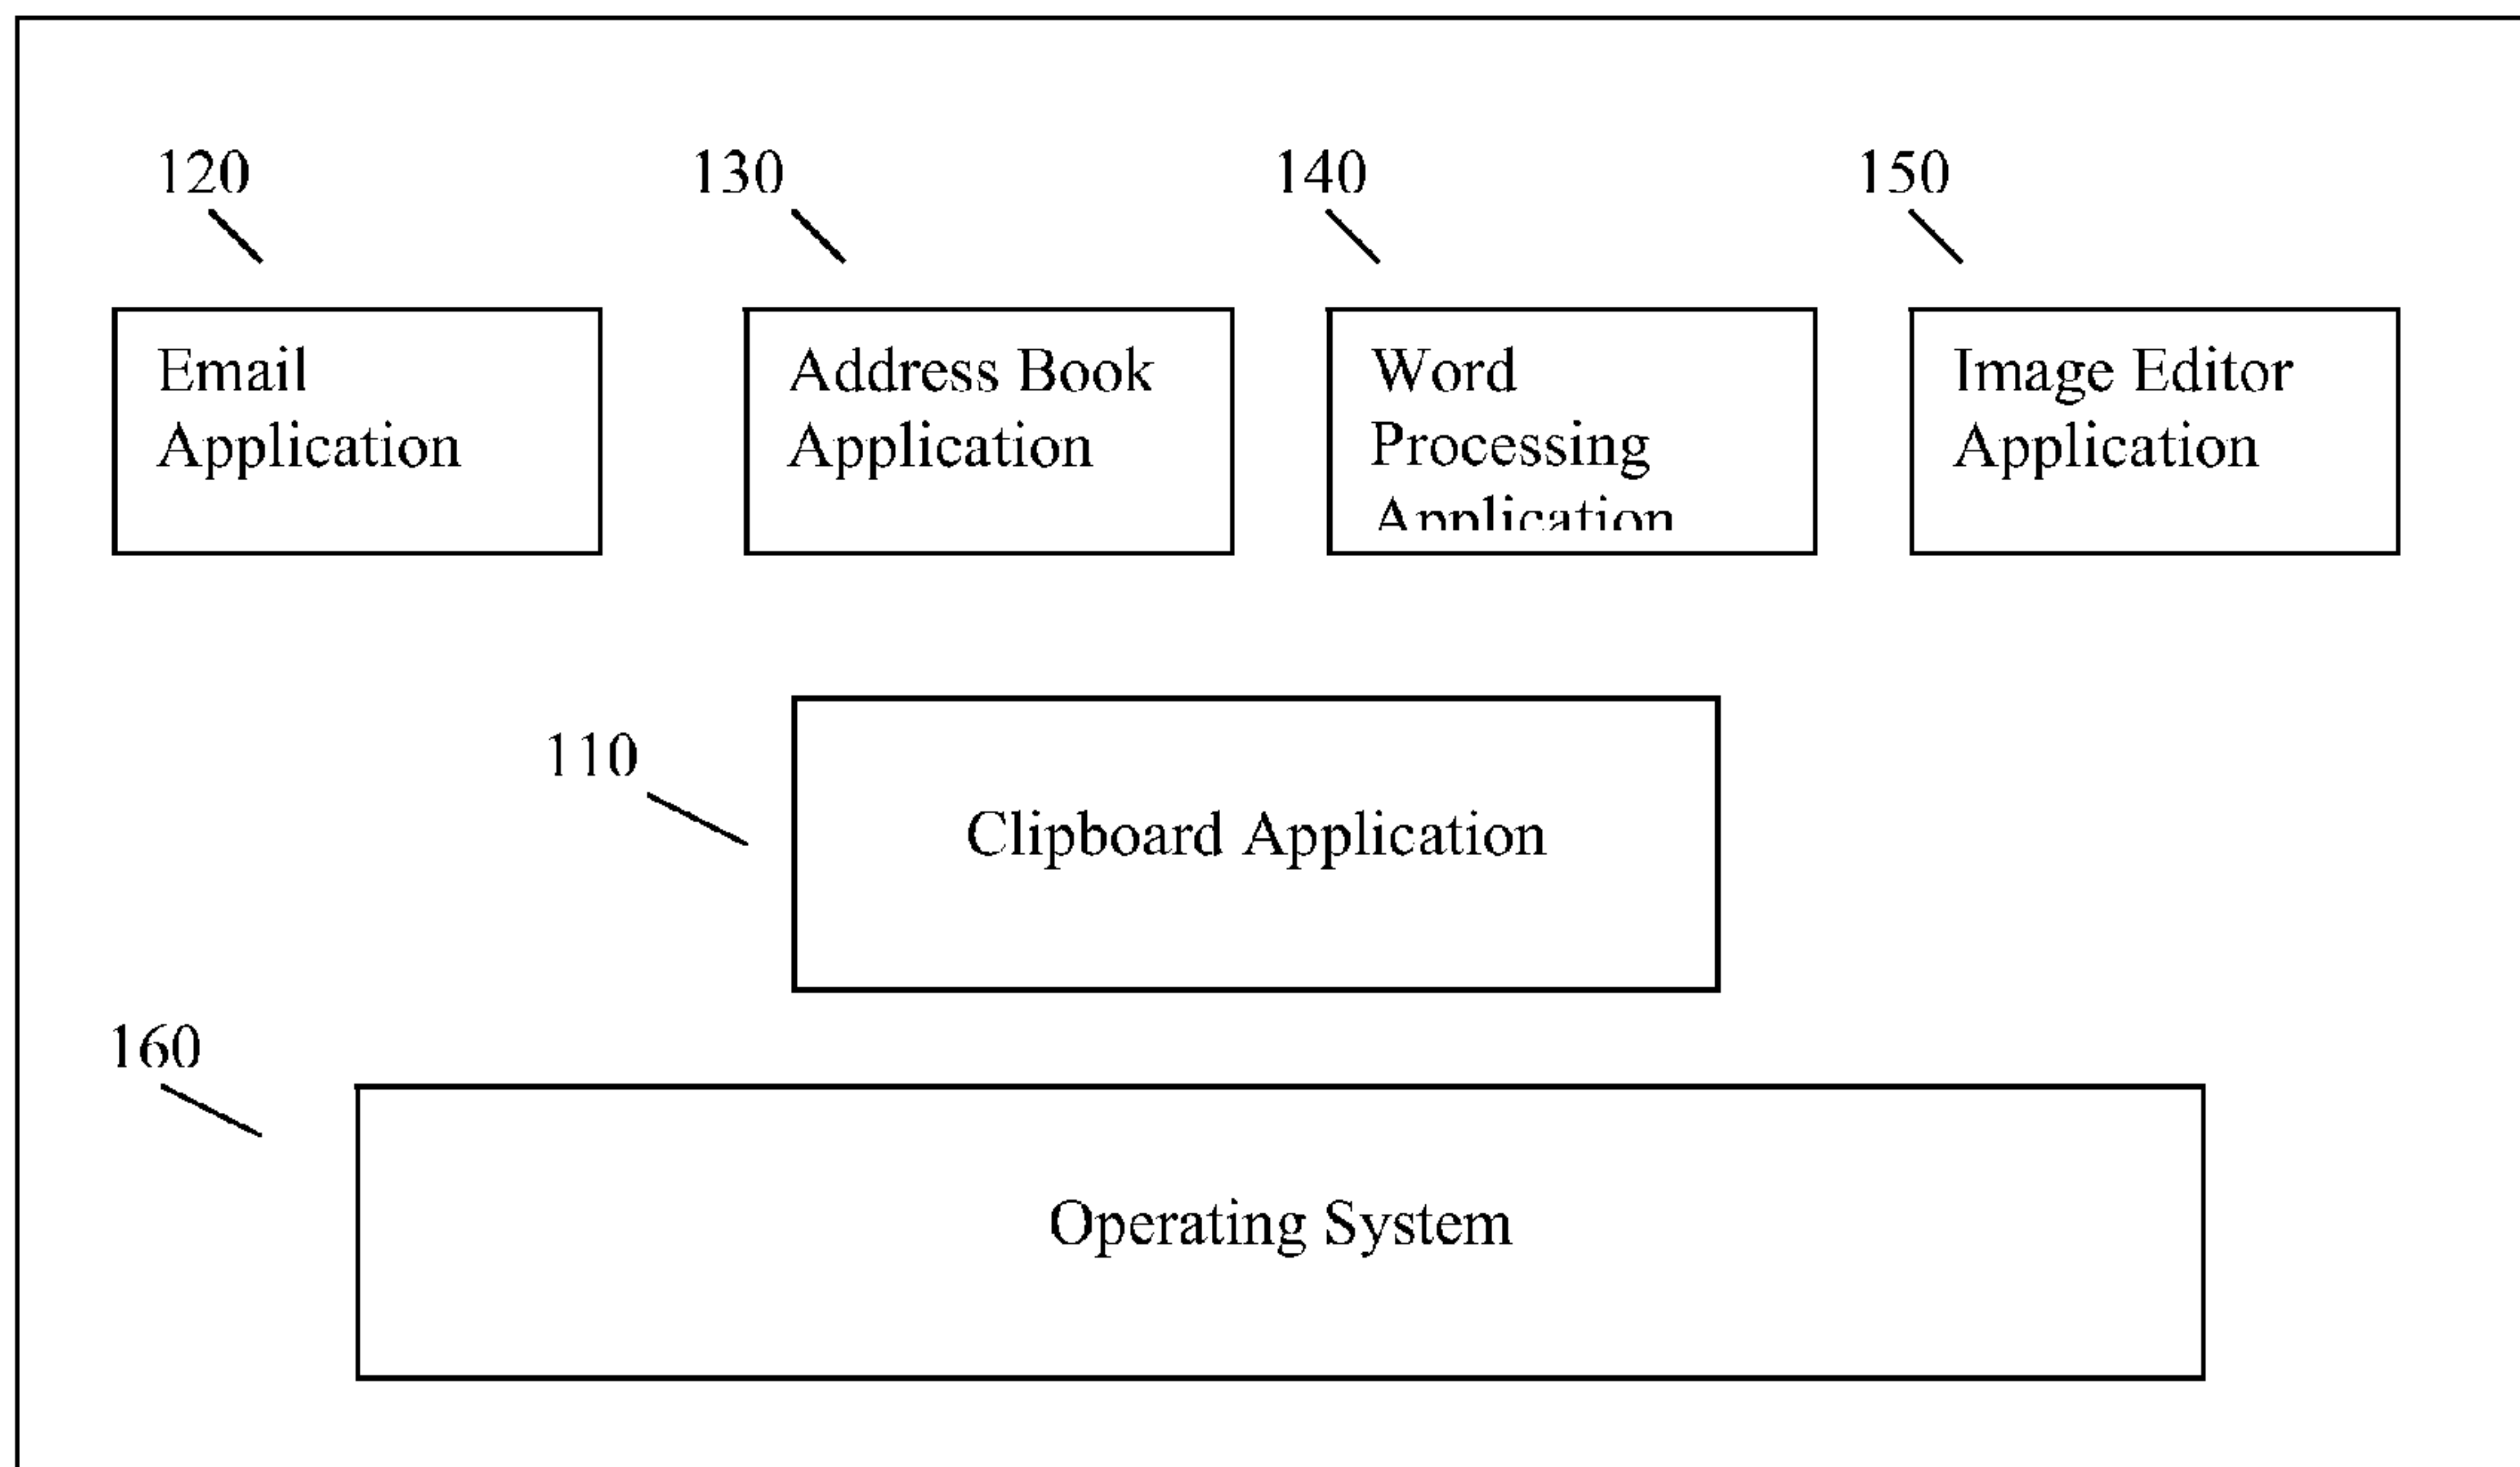 120
130
140
150
Email
Application
Address Book
Application
Word
Processing
Application
Image Editor
Application
110
Clipboard Application
160
Operating System